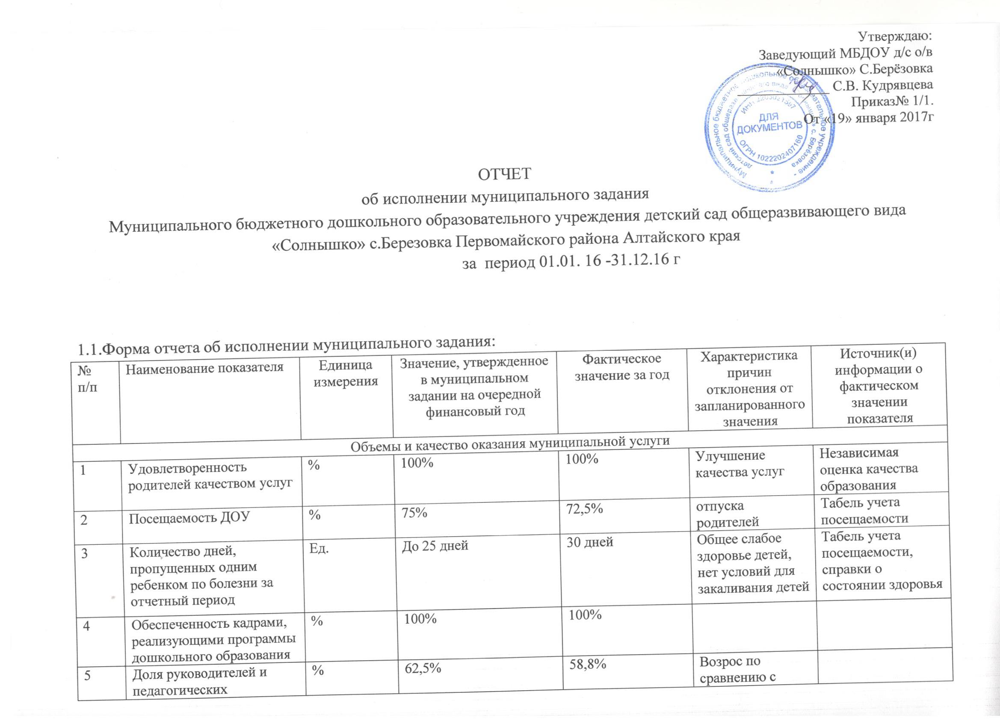 Утверждаю:
Заведующий МБДОУ д/с о/в
«Солнышко» С.Берёзовка
С.В. Кудрявцева
Приказ№ 1/1.
От «19» января 2017г
Муниципальное бюджетное дошкольное образовательное учреждение
детский сад с. Берёзовка
ИНН
ДЛЯ
ДОКУМЕНТОВ
ОГРН 1022202407160
ОТЧЕТ
об исполнении муниципального задания
Муниципального бюджетного дошкольного образовательного учреждения детский сад общеразвивающего вида
«Солнышко» с.Березовка Первомайского района Алтайского края
за период 01.01. 16 -31.12.16 г
1.1.Форма отчета об исполнении муниципального задания:
№
п/п
Наименование показателя
Единица
измерения
Значение, утвержденное
в муниципальном
задании на очередной
финансовый год
Фактическое
значение за год
Характеристика
причин
отклонения от
запланированного
значения
Источник(и)
информации о
фактическом
значении
показателя
Объемы и качество оказания муниципальной услуги
1
Удовлетворенность
родителей качеством услуг
%
100%
100%
Улучшение
качества услуг
Независимая
оценка качества
образования
2
Посещаемость ДОУ
%
75%
72,5%
отпуска
родителей
Табель учета
посещаемости
3
Количество дней,
пропущенных одним
ребенком по болезни за
отчетный период
Ед.
До 25 дней
30 дней
Общее слабое
здоровье детей,
нет условий для
закаливания детей
Табель учета
посещаемости,
справки о
состоянии здоровья
4
Обеспеченность кадрами,
реализующими программы
дошкольного образования
%
100%
100%
5
Доля руководителей и
педагогических
%
62,5%
58,8%
Возрос по
сравнению с